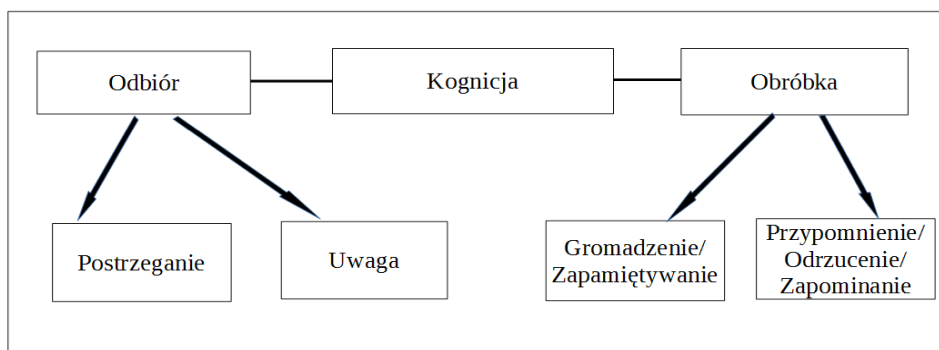 Odbiór
Kognicja
Obróbka
Postrzeganie
Uwaga
Gromadzenie/
Zapamiętywanie
Przypomnienie/
Odrzucenie/
Zapominanie